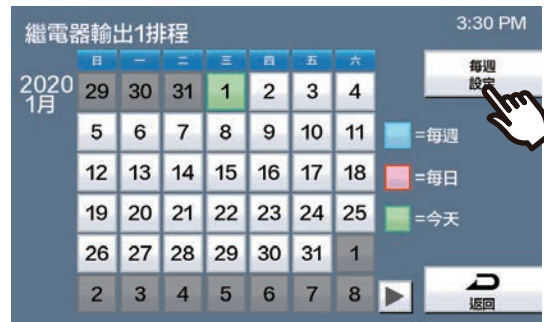 繼電器輸出1排程
3:30 PM
2020
1月
日 一 二 三 四 五 六
29 30 31 1 2 3 4
5 6 7 8 9 10 11
12 13 14 15 16 17 18
19 20 21 22 23 24 25
26 27 28 29 30 31 1
2 3 4 5 6 7 8
每週
設定
=每週
=每日
=今天
返回